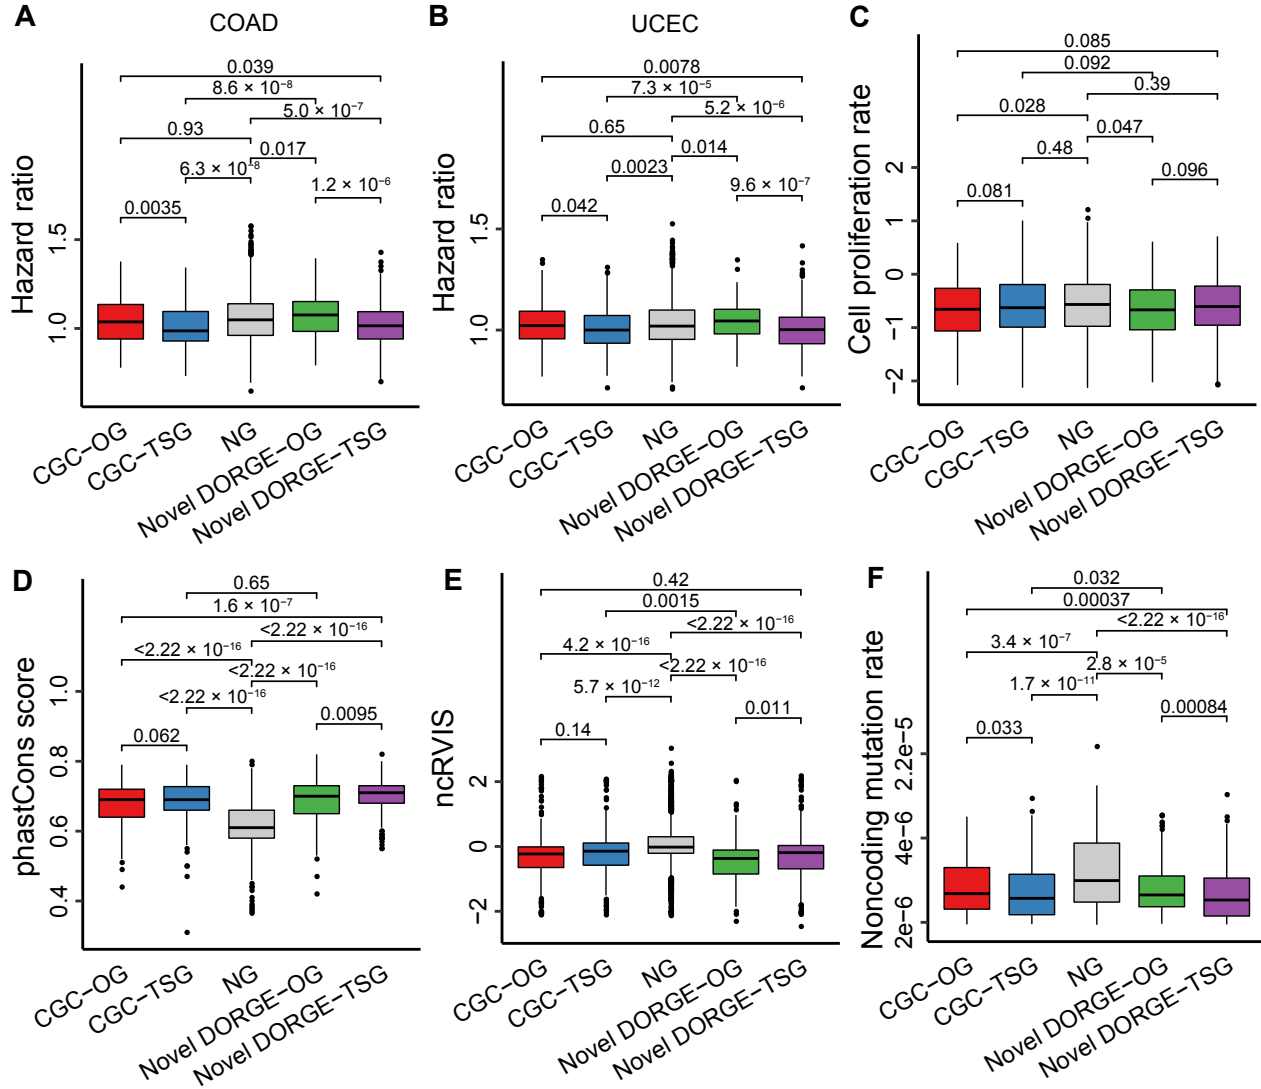 A
COAD
0.039
8.6 × 10⁻⁸
5.0 × 10⁻⁷
0.93
0.017
6.3 × 10⁻⁸
1.2 × 10⁻⁶
0.0035
Hazard ratio
1.5
1.0
CGC−OG
CGC−TSG
NG
Novel DORGE−OG
Novel DORGE−TSG
B
UCEC
0.0078
7.3 × 10⁻⁵
5.2 × 10⁻⁶
0.65
0.014
0.0023
9.6 × 10⁻⁷
0.042
Hazard ratio
1.5
1.0
CGC−OG
CGC−TSG
NG
Novel DORGE−OG
Novel DORGE−TSG
C
0.085
0.092
0.39
0.028
0.047
0.48
0.096
0.081
Cell proliferation rate
2
1
0
−1
−2
CGC−OG
CGC−TSG
NG
Novel DORGE−OG
Novel DORGE−TSG
D
0.65
1.6 × 10⁻⁷
<2.22 × 10⁻¹⁶
<2.22 × 10⁻¹⁶
<2.22 × 10⁻¹⁶
<2.22 × 10⁻¹⁶
0.0095
0.062
phastCons score
1.0
0.8
0.6
0.4
CGC−OG
CGC−TSG
NG
Novel DORGE−OG
Novel DORGE−TSG
E
0.42
0.0015
<2.22 × 10⁻¹⁶
4.2 × 10⁻¹⁶
<2.22 × 10⁻¹⁶
5.7 × 10⁻¹²
0.011
0.14
ncRVIS
2
0
−2
CGC−OG
CGC−TSG
NG
Novel DORGE−OG
Novel DORGE−TSG
F
0.032
0.00037
<2.22 × 10⁻¹⁶
3.4 × 10⁻⁷
2.8 × 10⁻⁵
1.7 × 10⁻¹¹
0.00084
0.033
Noncoding mutation rate
2.2e−5
4e−6
2e−6
CGC−OG
CGC−TSG
NG
Novel DORGE−OG
Novel DORGE−TSG